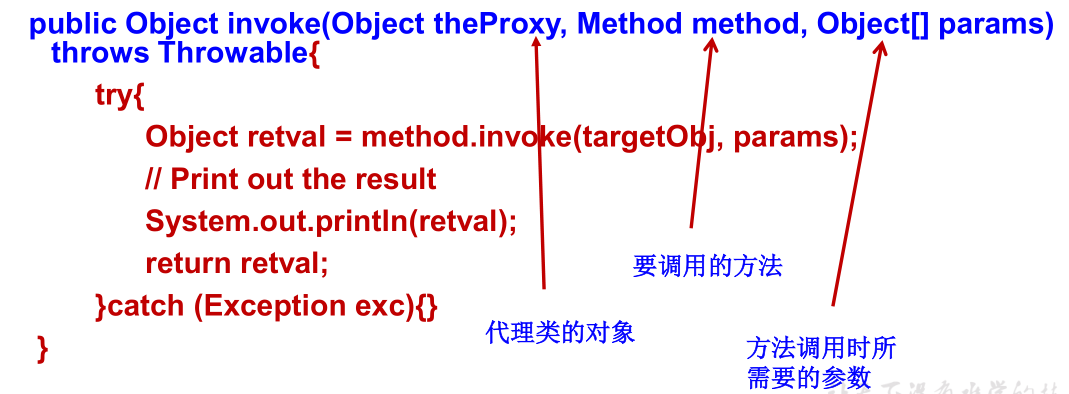 public Object invoke(Object theProxy, Method method, Object[] params)
throws Throwable{
try{
Object retval = method.invoke(targetObj, params);
// Print out the result
System.out.println(retval);
return retval;
}catch (Exception exc){}
}
要调用的方法
代理类的对象
方法调用时所
需要的参数